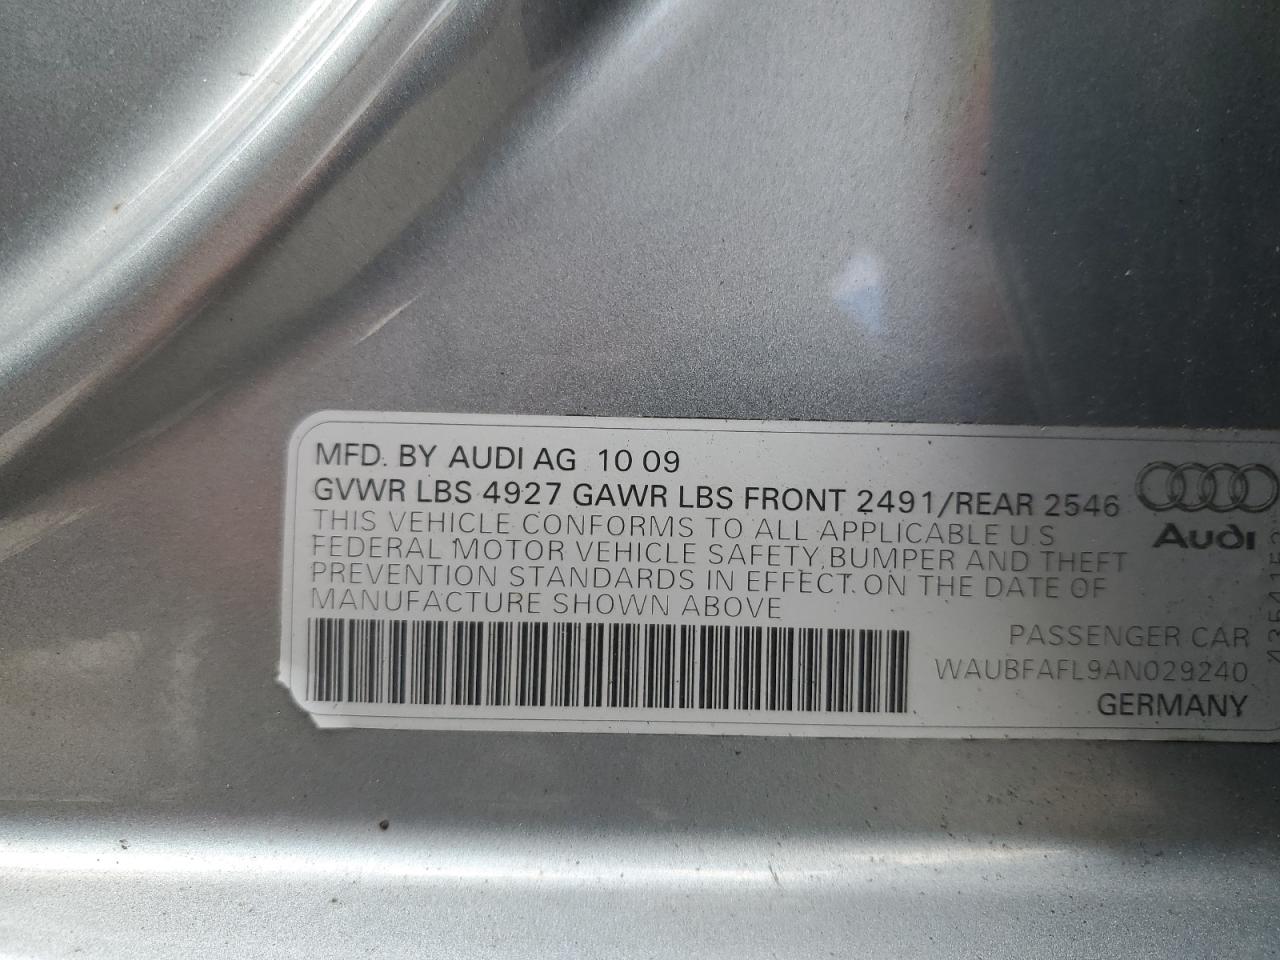 MFD. BY AUDI AG 10 09
GVWR LBS 4927 GAWR LBS FRONT 2491/REAR 2546
THIS VEHICLE CONFORMS TO ALL APPLICABLE U.S
FEDERAL MOTOR VEHICLE SAFETY, BUMPER AND THEFT
PREVENTION STANDARDS IN EFFECT ON THE DATE OF
MANUFACTURE SHOWN ABOVE
Audi
PASSENGER CAR
WAUBFAFL9AN029240
GERMANY